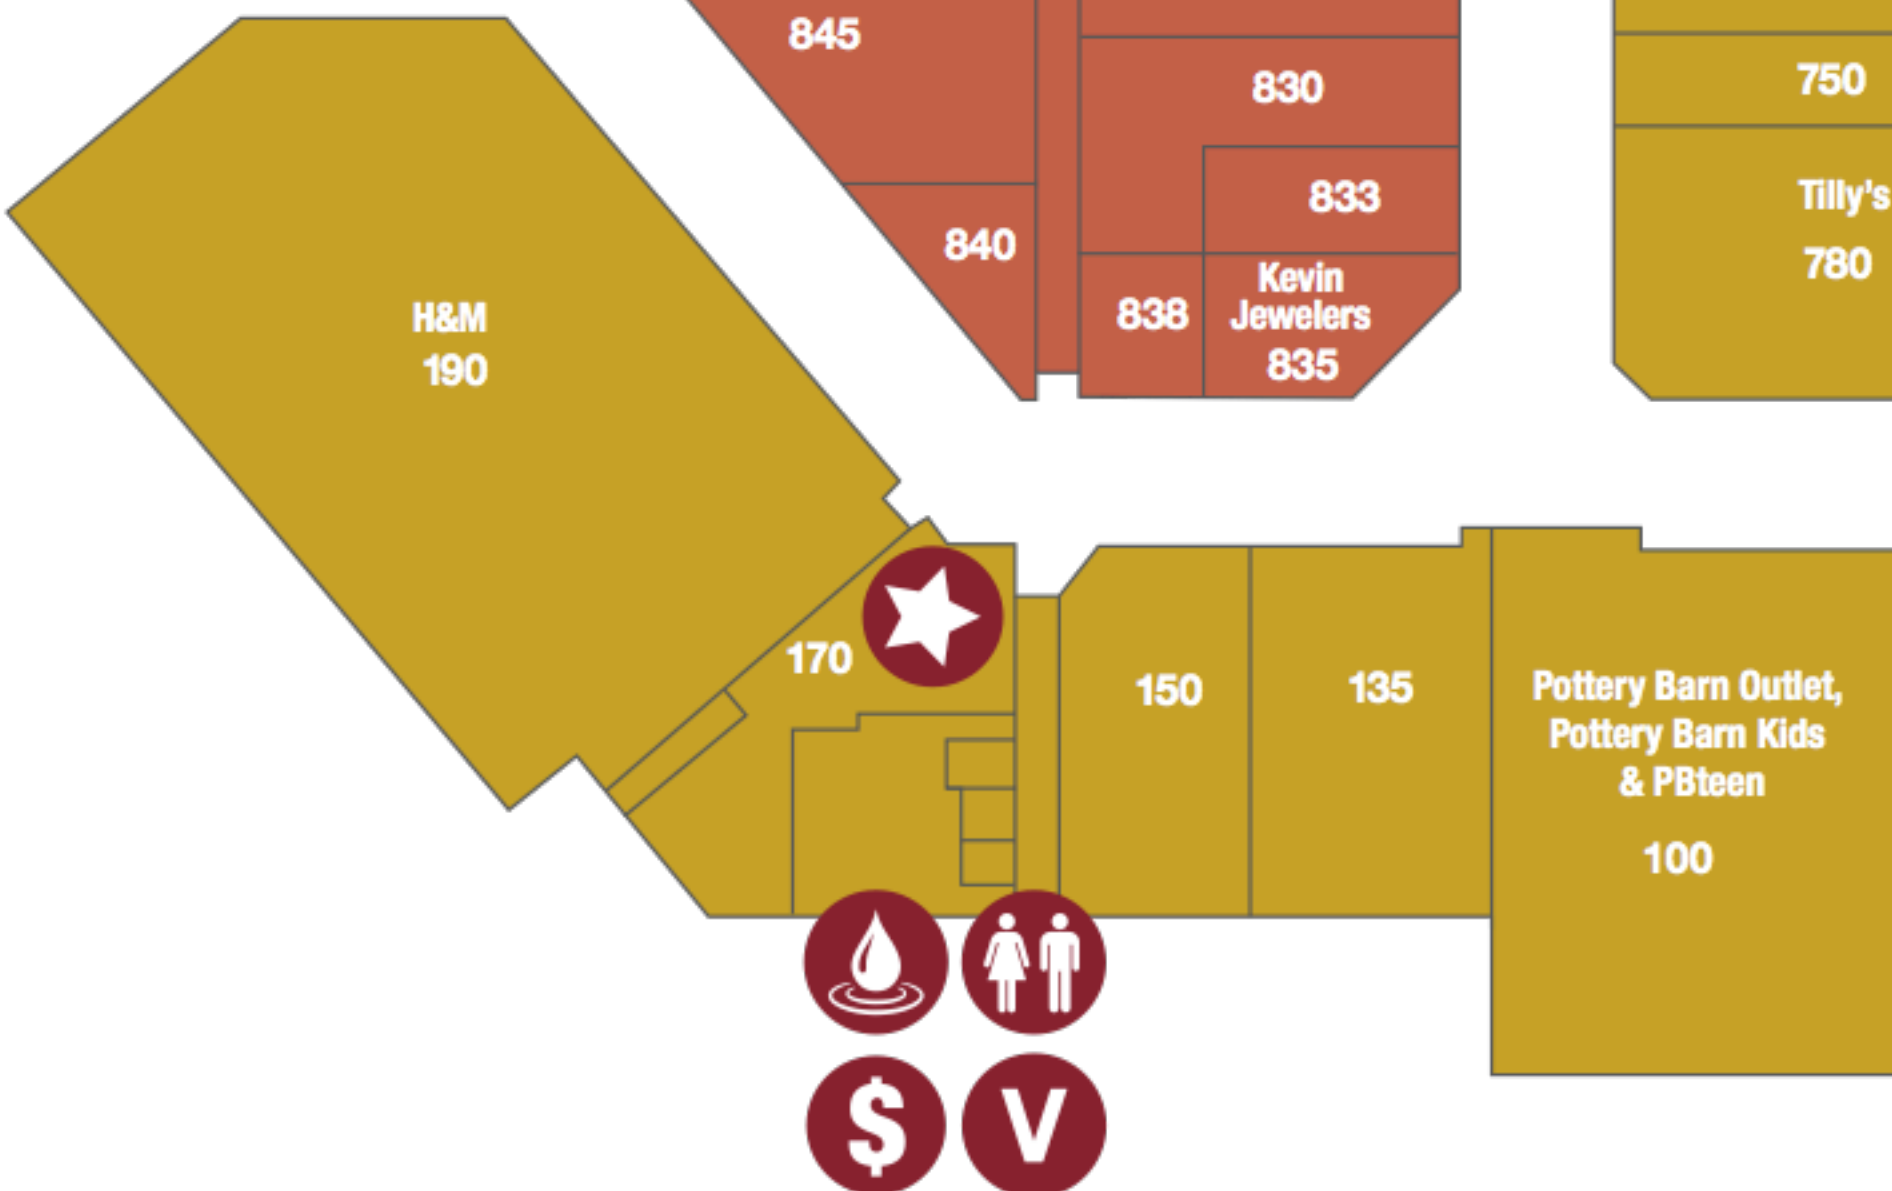 845
830
750
833
Tilly's
840
780
Kevin
Jewelers
835
838
H&M
190
170
150
135
Pottery Barn Outlet,
Pottery Barn Kids
& PBteen
100
$
V